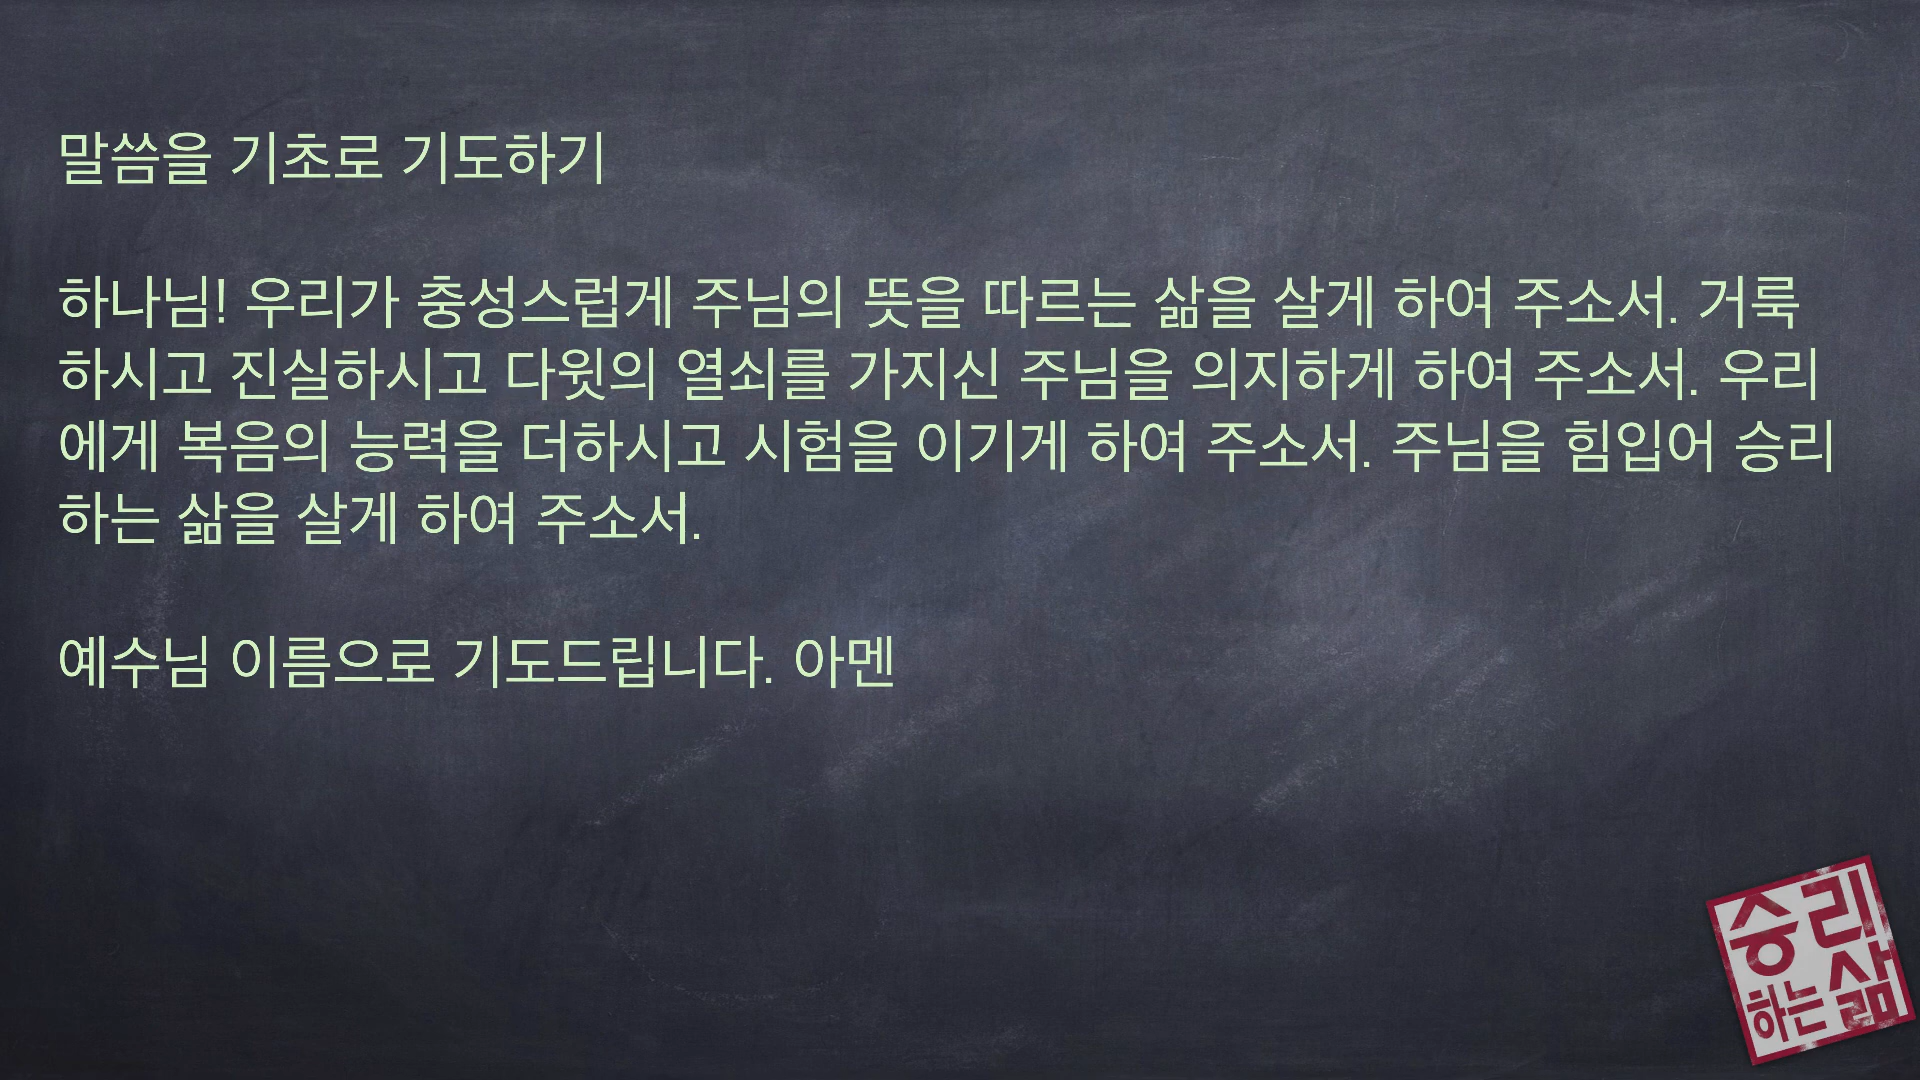 말씀을 기초로 기도하기
하나님! 우리가 충성스럽게 주님의 뜻을 따르는 삶을 살게 하여 주소서. 거룩
하시고 진실하시고 다윗의 열쇠를 가지신 주님을 의지하게 하여 주소서. 우리
에게 복음의 능력을 더하시고 시험을 이기게 하여 주소서. 주님을 힘입어 승리
하는 삶을 살게 하여 주소서.
예수님 이름으로 기도드립니다. 아멘
승리
하는 삶